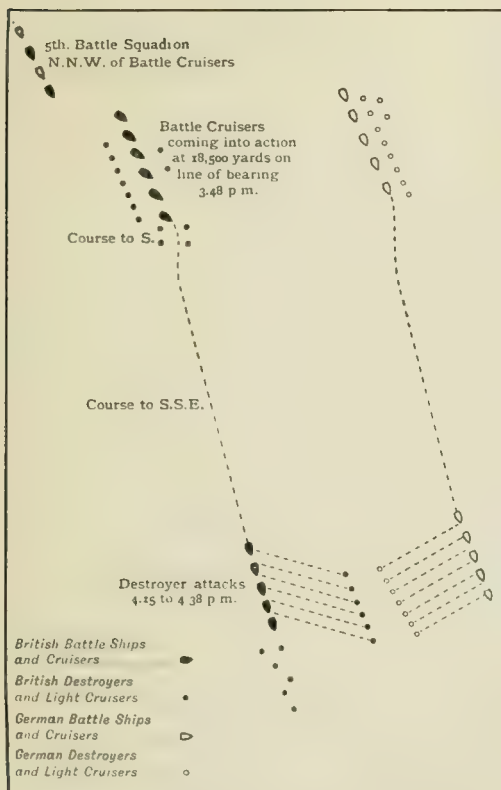 5th. Battle Squadion
N.N.W. of Battle Cruisers
Battle Cruisers
coming into action
at 18,500 yards on
line of bearing
3.48 p m.
Course to S.
Course to S.S.E.
Destroyer attacks
4.15 to 4 38 p.m.
British Battle Ships
and Cruisers
British Destroyers
and Light Cruisers
German Battle Ships
and Cruisers
German Destroyers
and Light Cruisers